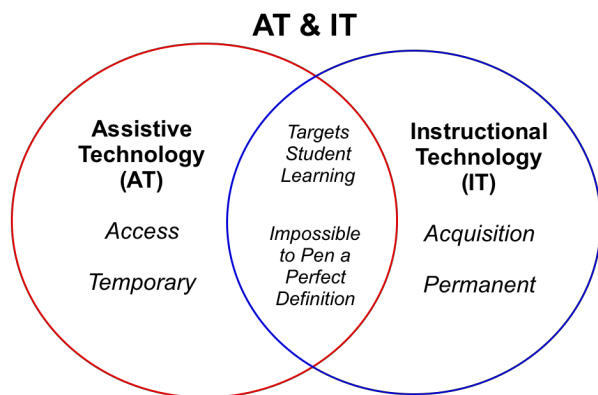 AT & IT
Assistive
Technology
(AT)
Access
Temporary
Targets
Student
Learning
Impossible
to Pen a
Perfect
Definition
Instructional
Technology
(IT)
Acquisition
Permanent